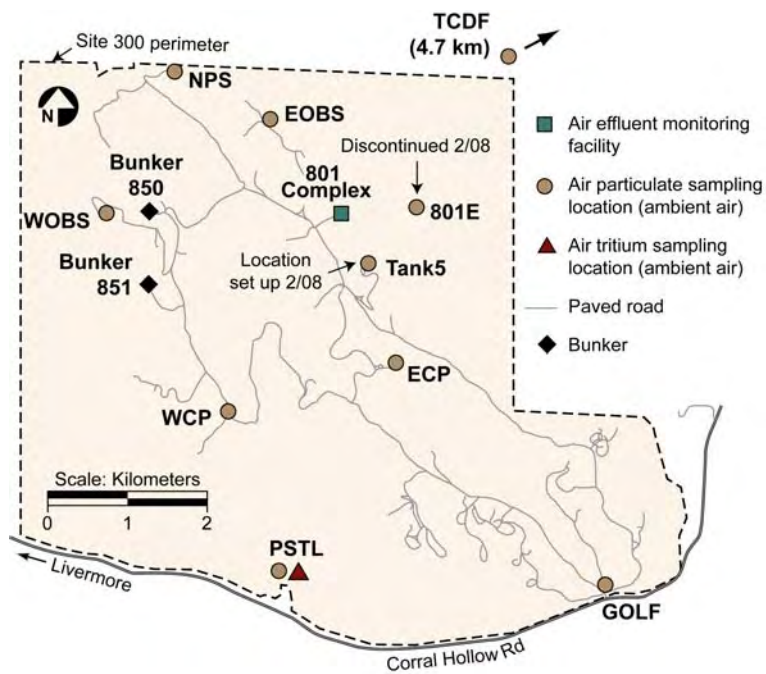 TCDF
(4.7 km)
Site 300 perimeter
NPS
N
EOBS
Air effluent monitoring
facility
Discontinued 2/08
Bunker
850
801
Complex
Air particulate sampling
location (ambient air)
801E
WOBS
Air tritium sampling
location (ambient air)
Location
set up 2/08
Tank5
Bunker
851
Paved road
Bunker
ECP
WCP
Scale: Kilometers
0 1 2
PSTL
Livermore
GOLF
Corral Hollow Rd